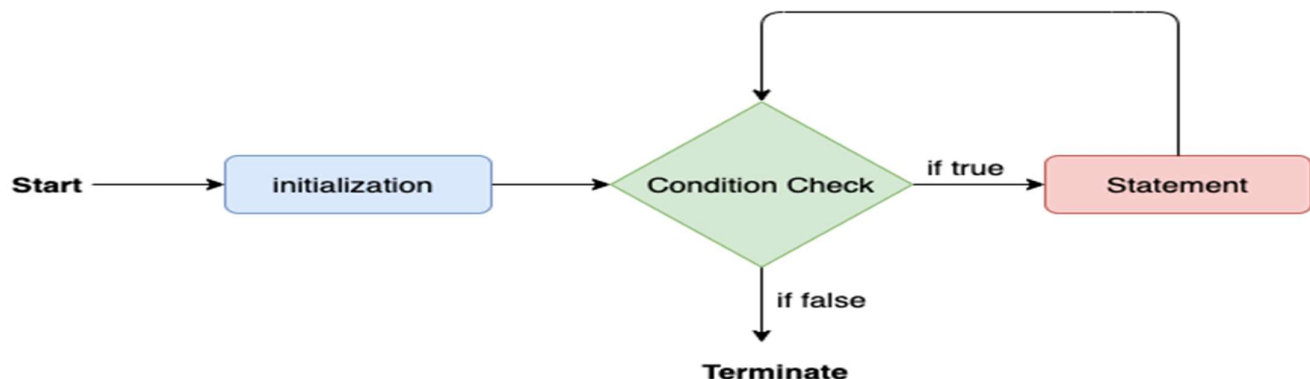 Start
initialization
Condition Check
if true
Statement
if false
Terminate